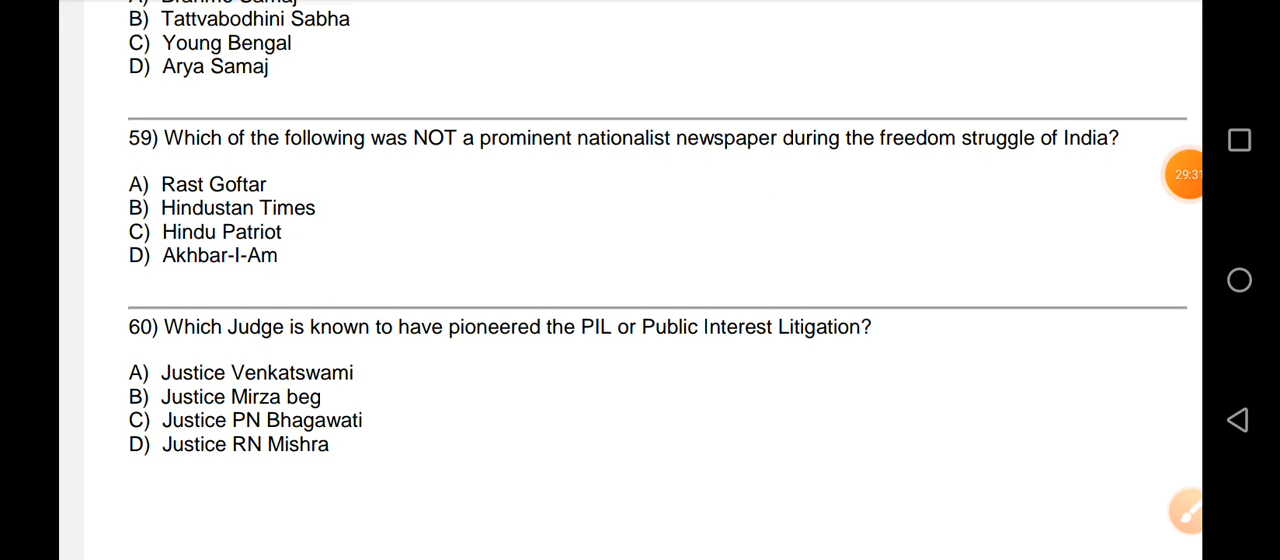 B) Tattvabodhini Sabha
C) Young Bengal
D) Arya Samaj
59) Which of the following was NOT a prominent nationalist newspaper during the freedom struggle of India?
A) Rast Goftar
B) Hindustan Times
C) Hindu Patriot
D) Akhbar-I-Am
29:31
60) Which Judge is known to have pioneered the PIL or Public Interest Litigation?
A) Justice Venkatswami
B) Justice Mirza beg
C) Justice PN Bhagawati
D) Justice RN Mishra